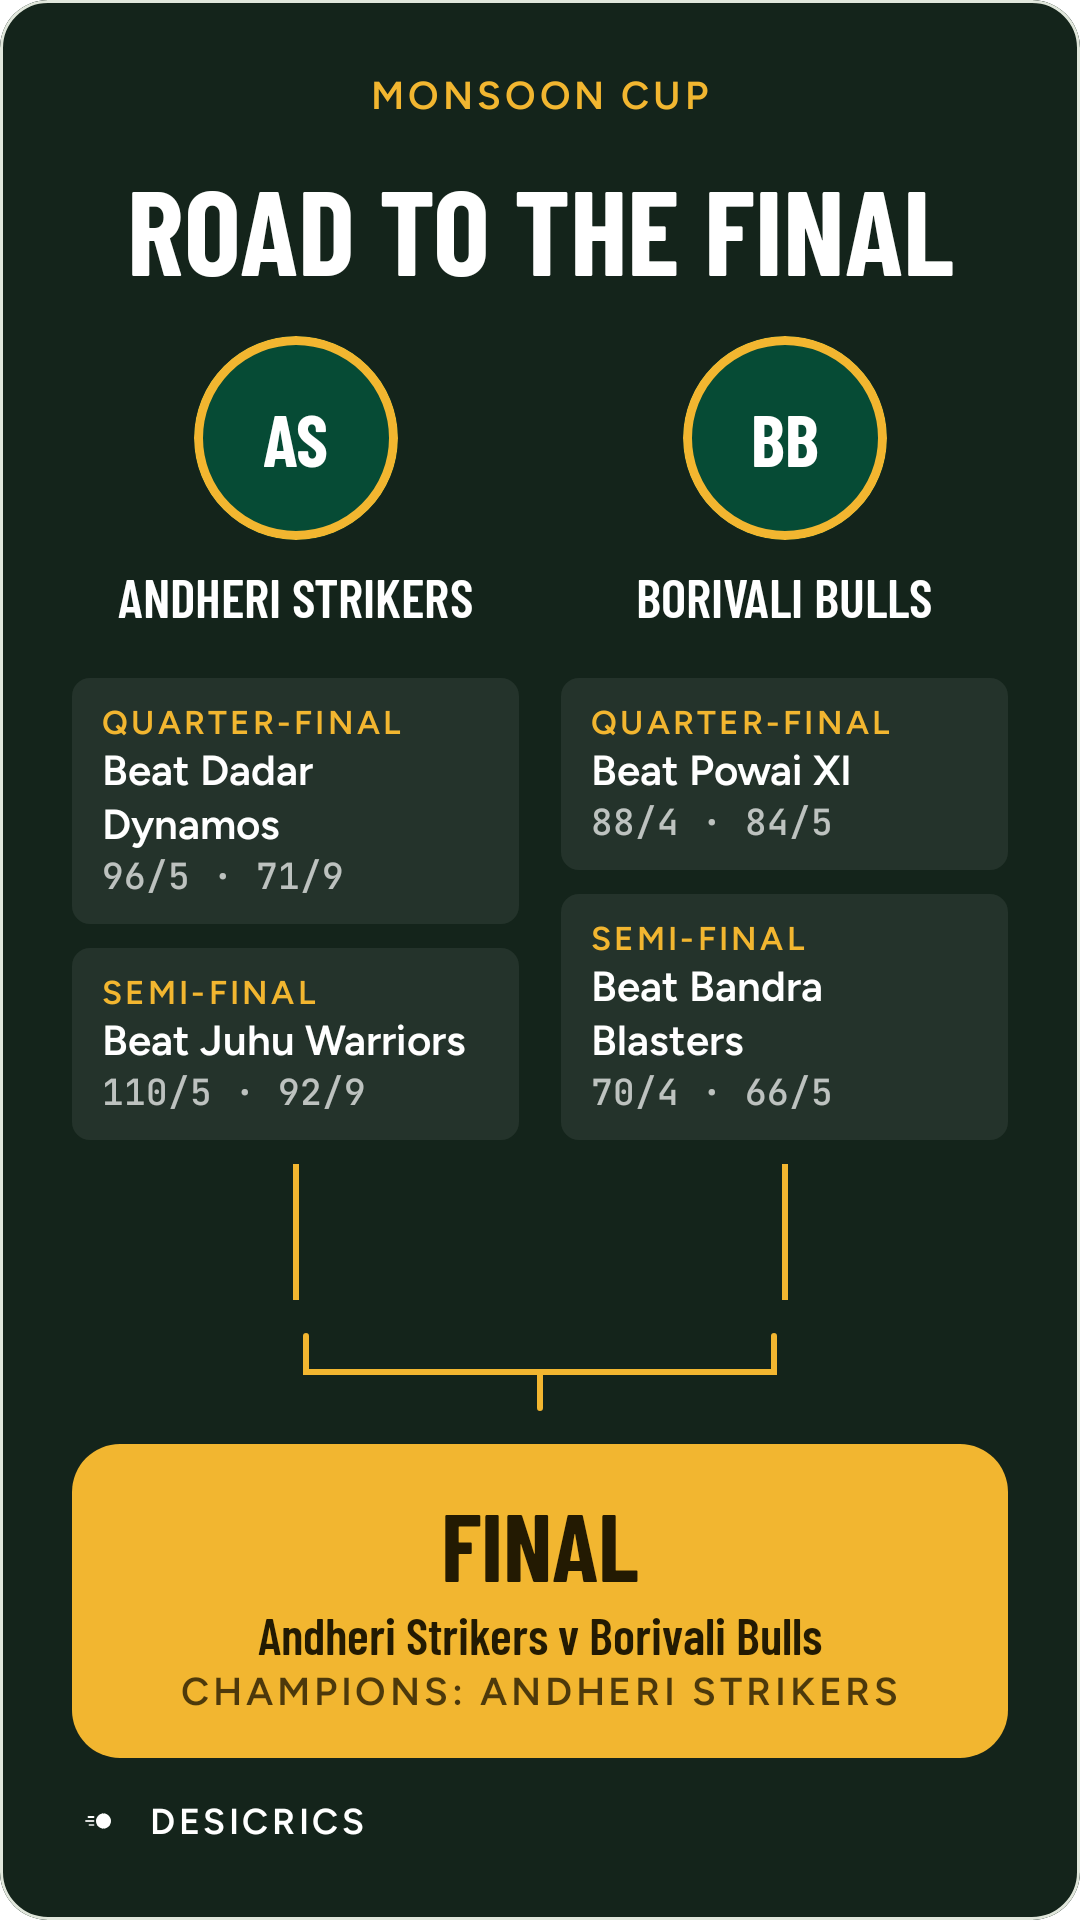 MONSOON CUP
ROAD TO THE FINAL
AS
ANDHERI STRIKERS
QUARTER-FINAL
Beat Dadar
Dynamos
96/5 · 71/9
SEMI-FINAL
Beat Juhu Warriors
110/5 · 92/9
BB
BORIVALI BULLS
QUARTER-FINAL
Beat Powai XI
88/4 · 84/5
SEMI-FINAL
Beat Bandra
Blasters
70/4 · 66/5
FINAL
Andheri Strikers v Borivali Bulls
CHAMPIONS: ANDHERI STRIKERS
DESICRICS